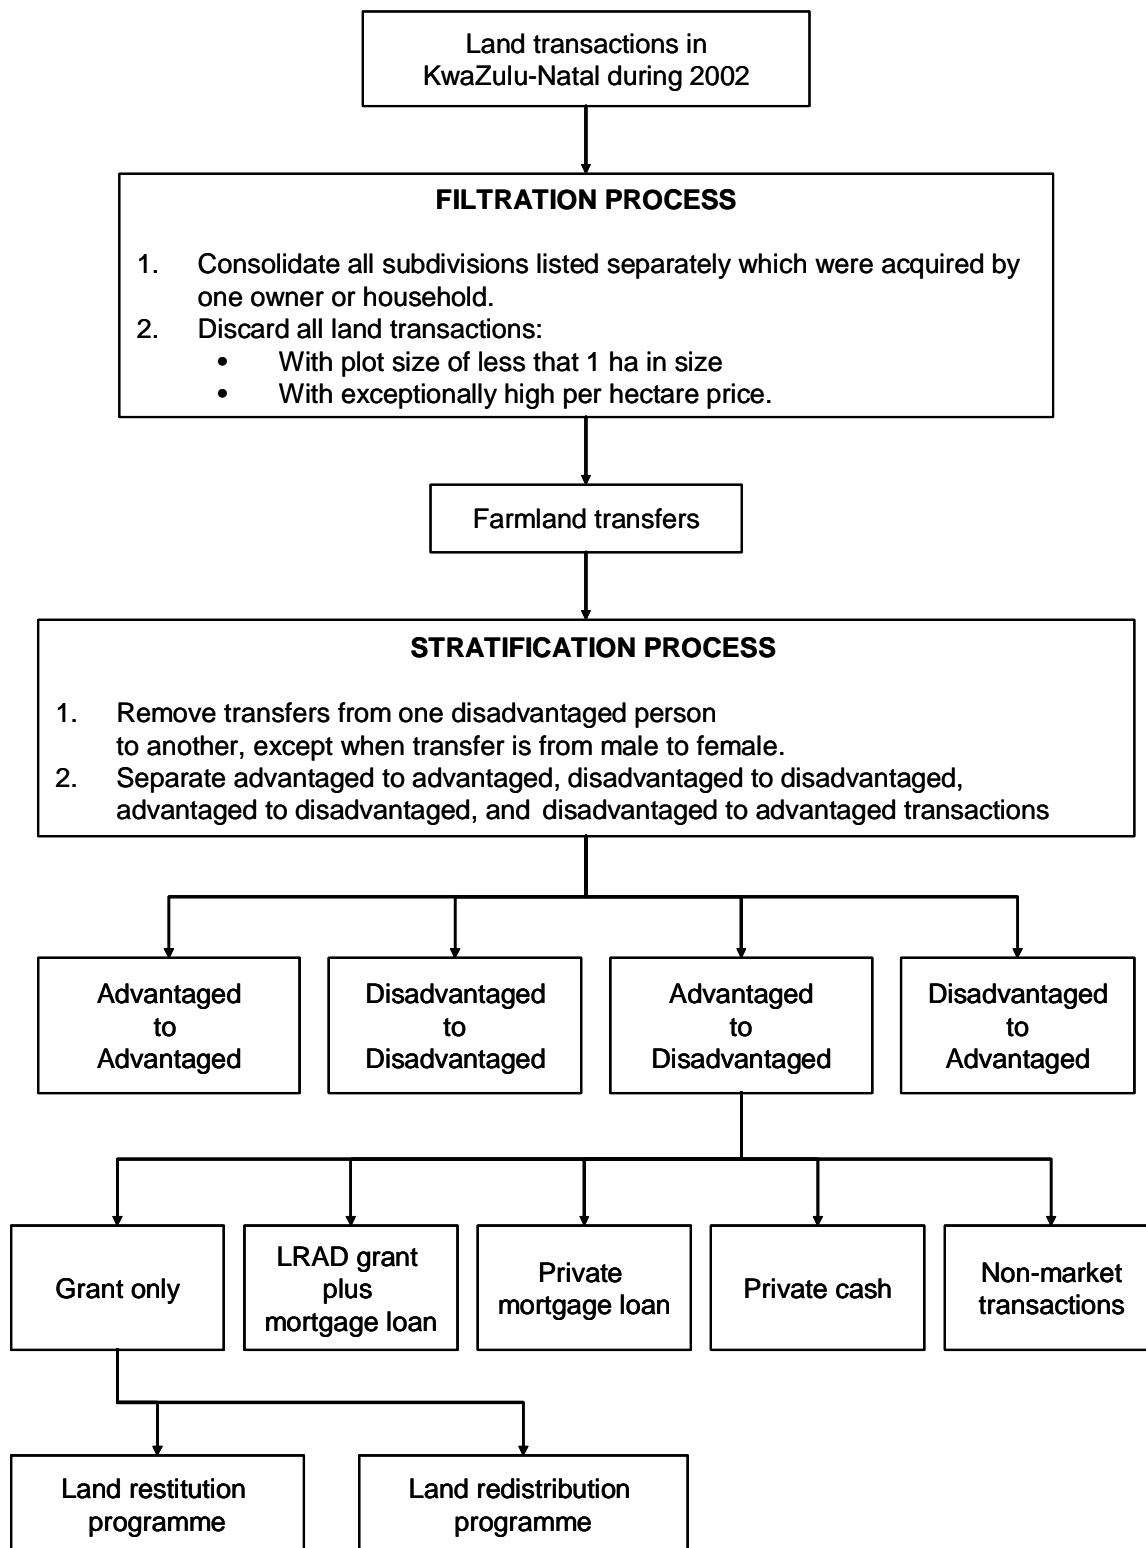 Land transactions in
KwaZulu-Natal during 2002
FILTRATION PROCESS
1. Consolidate all subdivisions listed separately which were acquired by
one owner or household.
2. Discard all land transactions:
• With plot size of less that 1 ha in size
• With exceptionally high per hectare price.
Farmland transfers
STRATIFICATION PROCESS
1. Remove transfers from one disadvantaged person
to another, except when transfer is from male to female.
2. Separate advantaged to advantaged, disadvantaged to disadvantaged,
advantaged to disadvantaged, and disadvantaged to advantaged transactions
Advantaged
to
Advantaged
Disadvantaged
to
Disadvantaged
Advantaged
to
Disadvantaged
Disadvantaged
to
Advantaged
Grant only
LRAD grant
plus
mortgage loan
Private
mortgage loan
Private cash
Non-market
transactions
Land restitution
programme
Land redistribution
programme